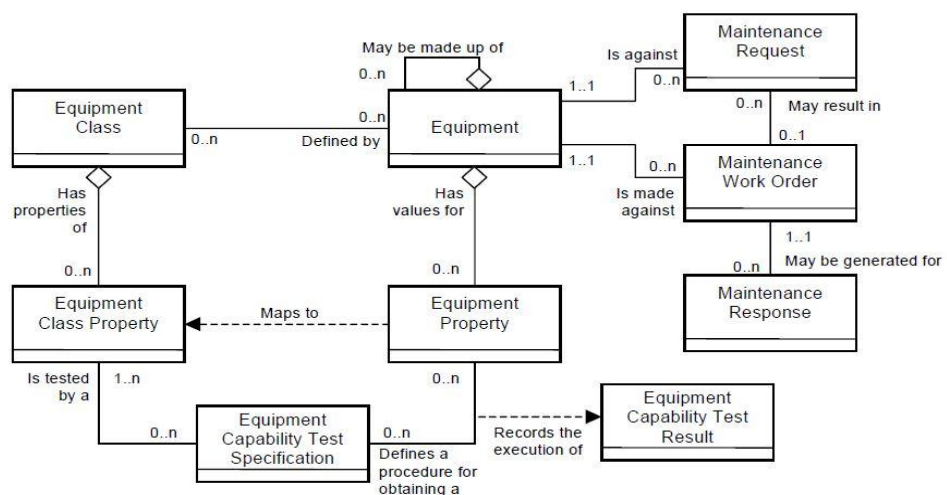 May be made up of
0..n
Is against
1..1
0..n
Maintenance
Request
Equipment
Class
0..n
0..n
Defined by
Equipment
0..n
May result in
0..1
1..1
0..n
Is made
against
Maintenance
Work Order
Has
properties
of
0..n
Has
values for
0..n
1..1
0..n
May be generated for
Maintenance
Response
Equipment
Class Property
Maps to
Equipment
Property
Is tested
by a
1..n
0..n
0..n
Equipment
Capability Test
Specification
0..n
Defines a
procedure for
obtaining a
Records the
execution of
Equipment
Capability Test
Result